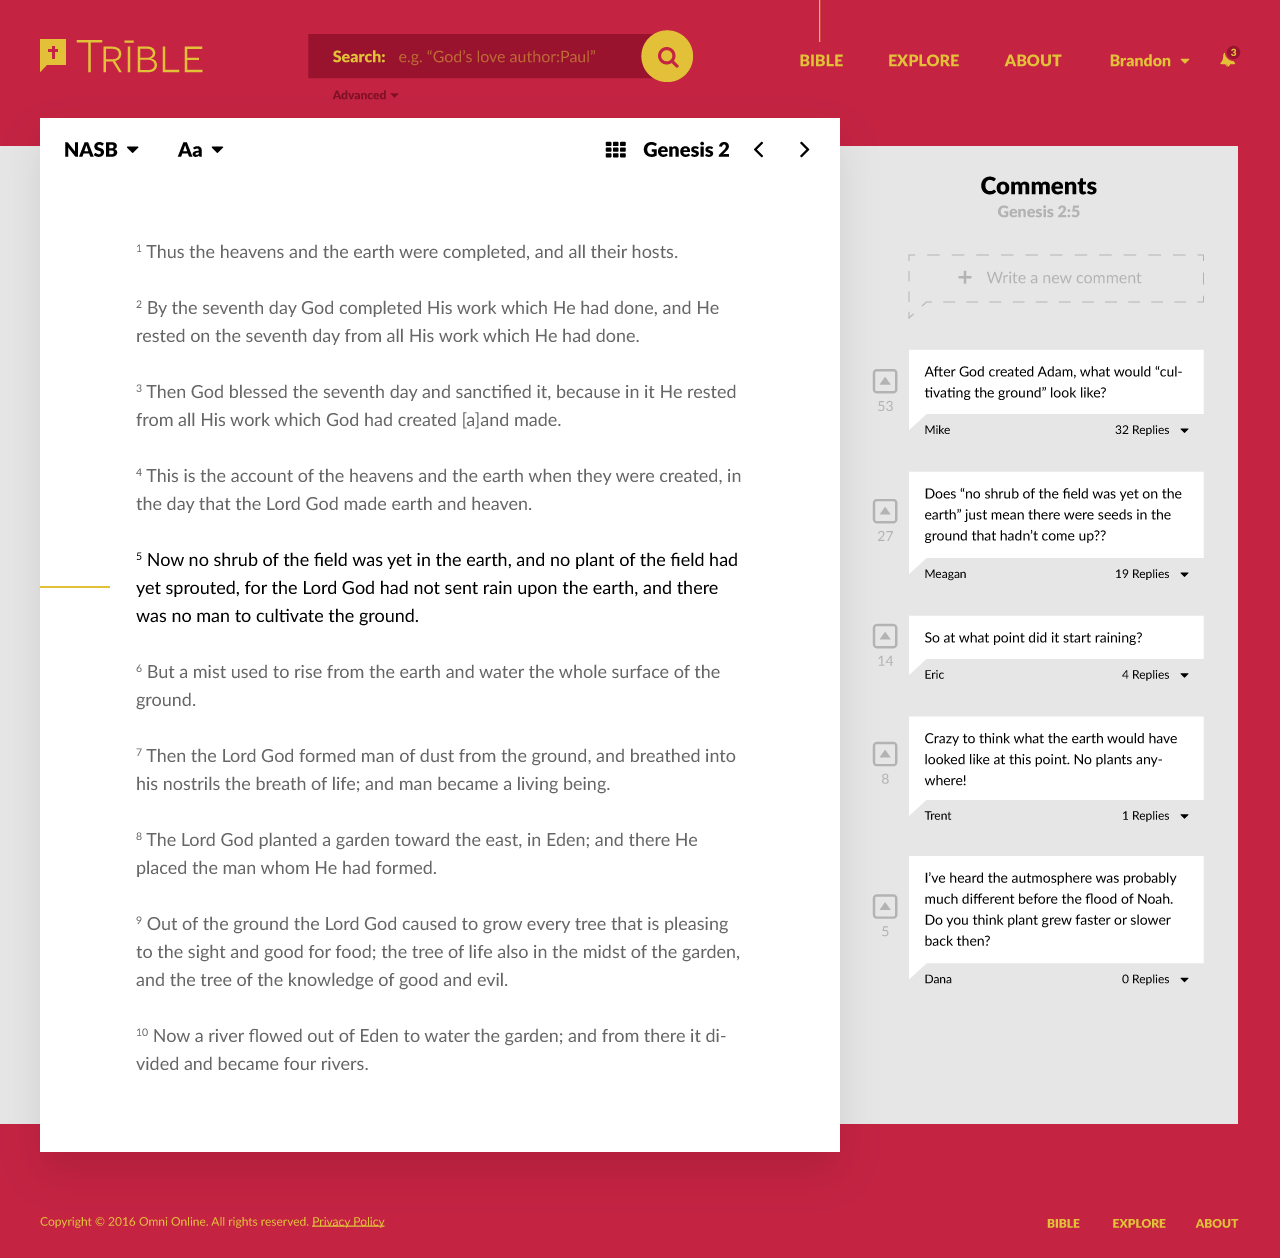 TRĪBLE
Search: e.g. “God’s love author:Paul”
Advanced
BIBLE EXPLORE ABOUT Brandon 3
NASB Aa Genesis 2
1 Thus the heavens and the earth were completed, and all their hosts.
2 By the seventh day God completed His work which He had done, and He
rested on the seventh day from all His work which He had done.
3 Then God blessed the seventh day and sanctified it, because in it He rested
from all His work which God had created [a]and made.
4 This is the account of the heavens and the earth when they were created, in
the day that the Lord God made earth and heaven.
5 Now no shrub of the field was yet in the earth, and no plant of the field had
yet sprouted, for the Lord God had not sent rain upon the earth, and there
was no man to cultivate the ground.
6 But a mist used to rise from the earth and water the whole surface of the
ground.
7 Then the Lord God formed man of dust from the ground, and breathed into
his nostrils the breath of life; and man became a living being.
8 The Lord God planted a garden toward the east, in Eden; and there He
placed the man whom He had formed.
9 Out of the ground the Lord God caused to grow every tree that is pleasing
to the sight and good for food; the tree of life also in the midst of the garden,
and the tree of the knowledge of good and evil.
10 Now a river flowed out of Eden to water the garden; and from there it di-
vided and became four rivers.
Comments
Genesis 2:5
+ Write a new comment
53
After God created Adam, what would “cul-
tivating the ground” look like?
Mike 32 Replies
27
Does “no shrub of the field was yet on the
earth” just mean there were seeds in the
ground that hadn’t come up??
Meagan 19 Replies
14
So at what point did it start raining?
Eric 4 Replies
8
Crazy to think what the earth would have
looked like at this point. No plants any-
where!
Trent 1 Replies
5
I’ve heard the autmosphere was probably
much different before the flood of Noah.
Do you think plant grew faster or slower
back then?
Dana 0 Replies
Copyright © 2016 Omni Online. All rights reserved. Privacy Policy
BIBLE EXPLORE ABOUT